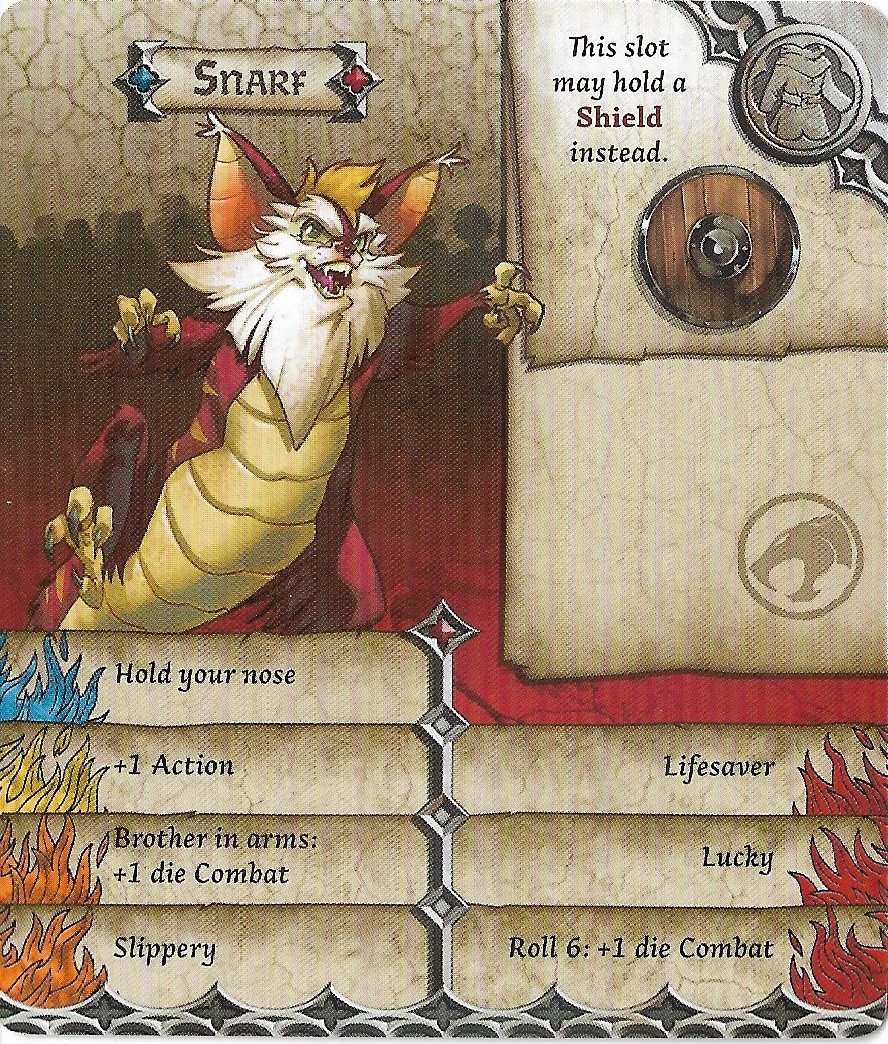 Snarf
This slot
may hold a
Shield
instead.
Hold your nose
+1 Action
Brother in arms:
+1 die Combat
Slippery
Lifesaver
Lucky
Roll 6: +1 die Combat